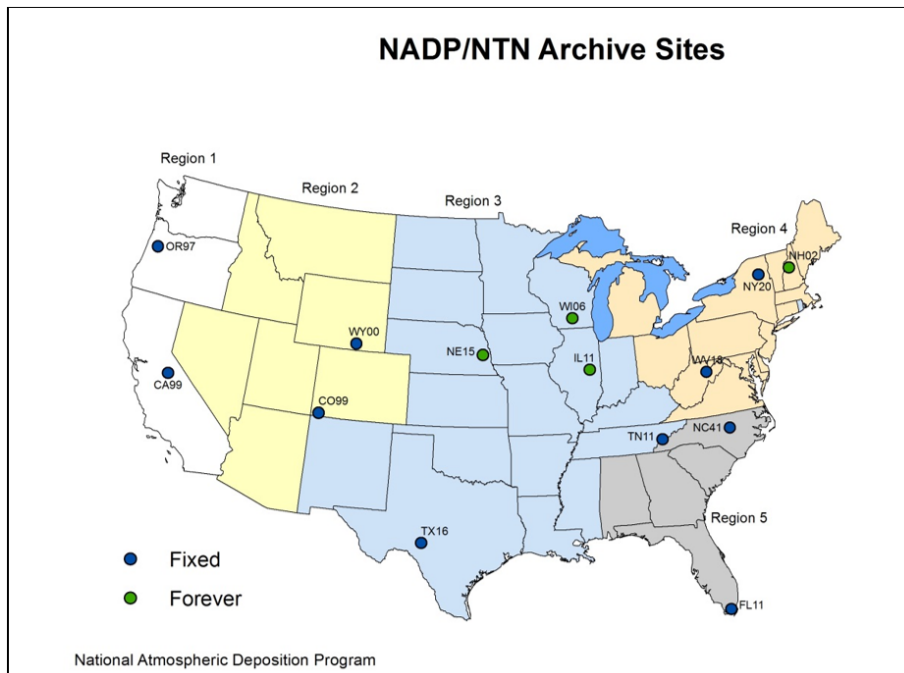 NADP/NTN Archive Sites
Region 1
Region 2
Region 3
Region 4
OR97
NH02
NY20
WI06
WY00
NE15
IL11
WV18
CA99
CO99
NC41
TN11
Region 5
TX16
Fixed
Forever
FL11
National Atmospheric Deposition Program